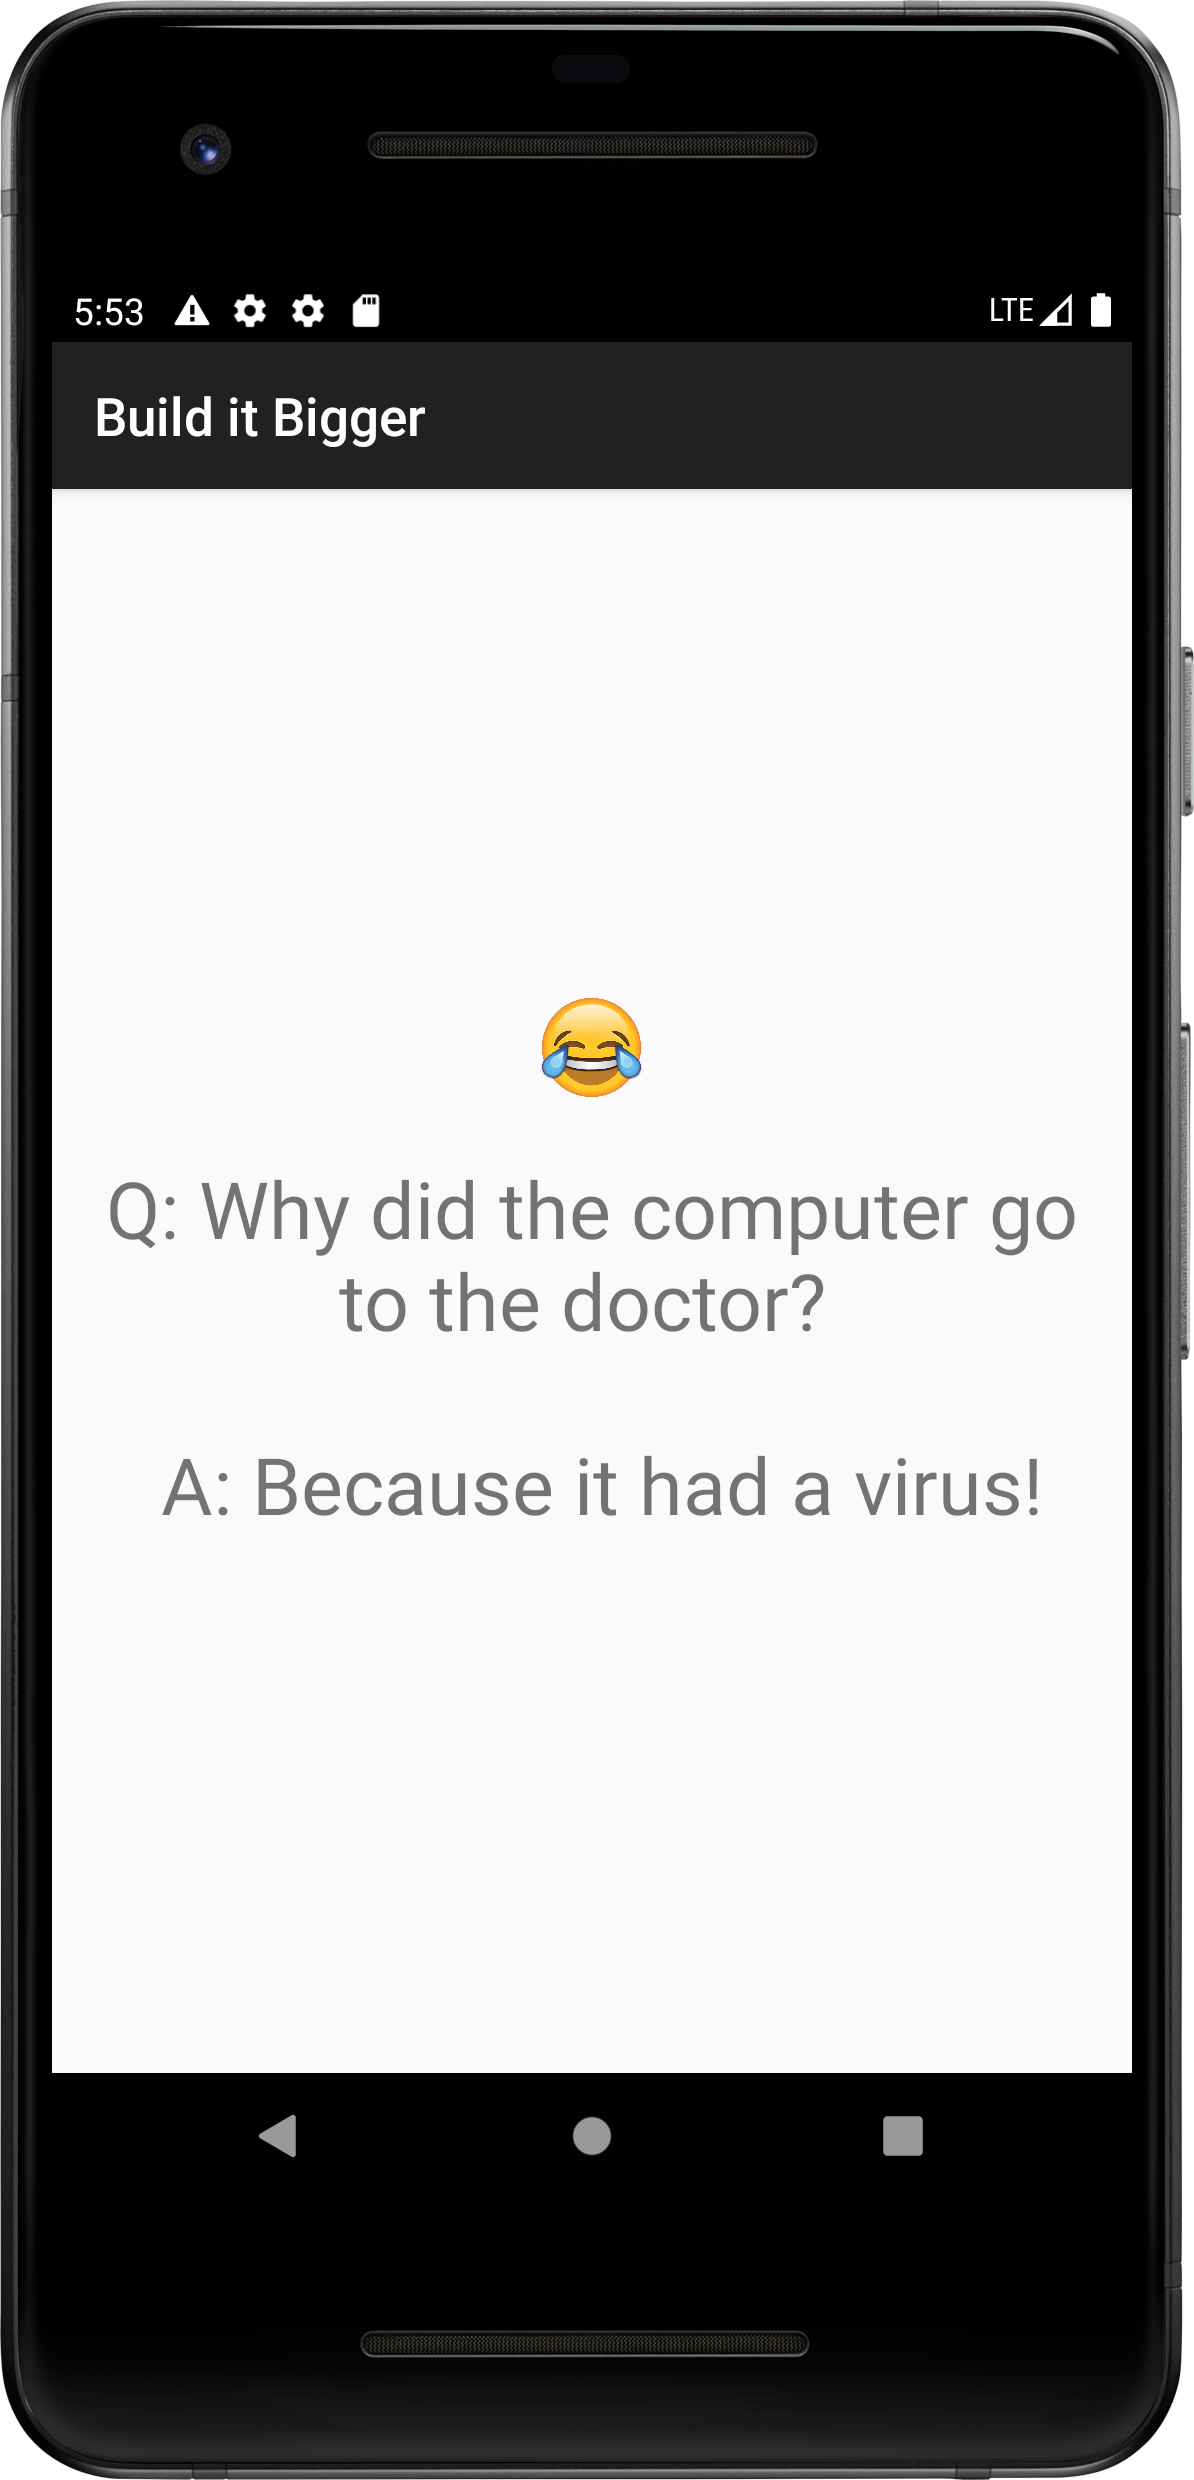 5:53 LTE
Build it Bigger
Q: Why did the computer go
to the doctor?
A: Because it had a virus!